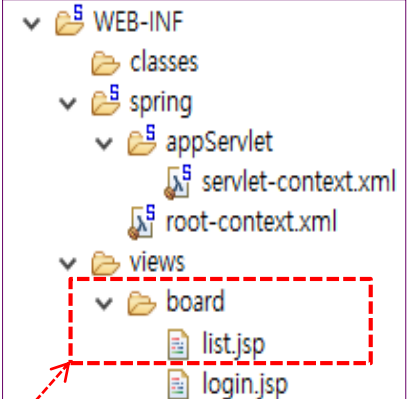 WEB-INF
classes
spring
appServlet
servlet-context.xml
root-context.xml
views
board
list.jsp
login.jsp